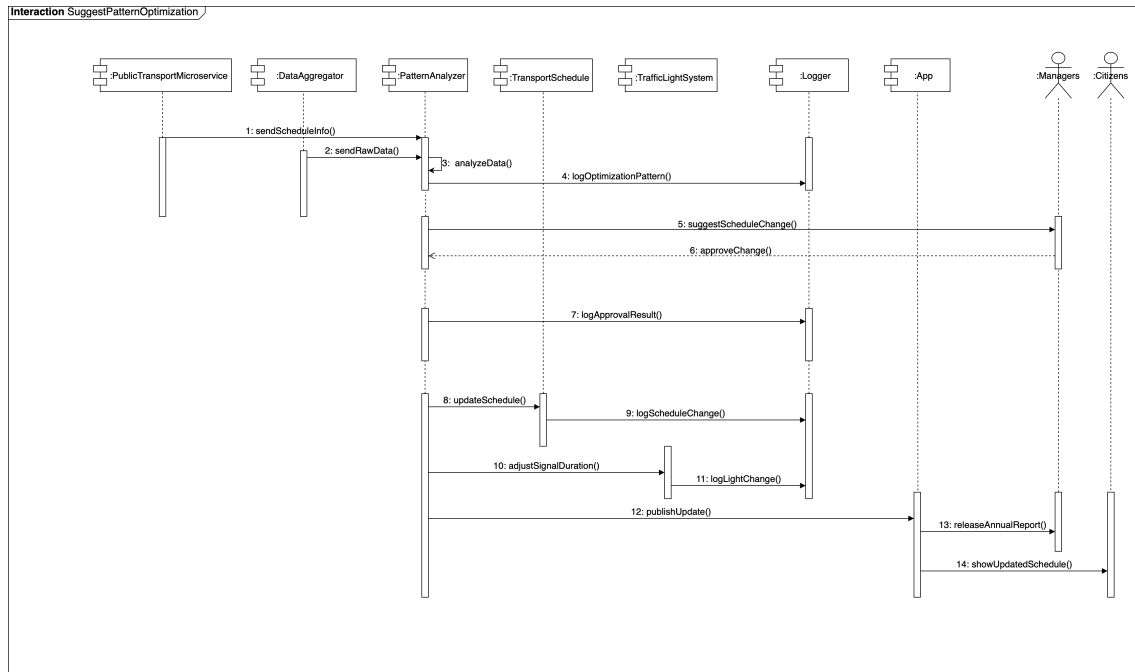 Interaction SuggestPatternOptimization
:PublicTransportMicroservice
:DataAggregator
:PatternAnalyzer
:TransportSchedule
:TrafficLightSystem
:Logger
:App
:Managers
:Citizens
1: sendScheduleInfo()
2: sendRawData()
3: analyzeData()
4: logOptimizationPattern()
5: suggestScheduleChange()
6: approveChange()
7: logApprovalResult()
8: updateSchedule()
9: logScheduleChange()
10: adjustSignalDuration()
11: logLightChange()
12: publishUpdate()
13: releaseAnnualReport()
14: showUpdatedSchedule()